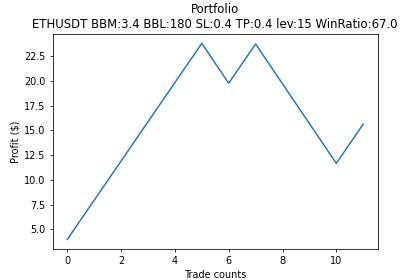 Portfolio
ETHUSDT BBM:3.4 BBL:180 SL:0.4 TP:0.4 lev:15 WinRatio:67.0
22.5
20.0
17.5
15.0
12.5
10.0
7.5
5.0
Profit ($)
0 2 4 6 8 10
Trade counts